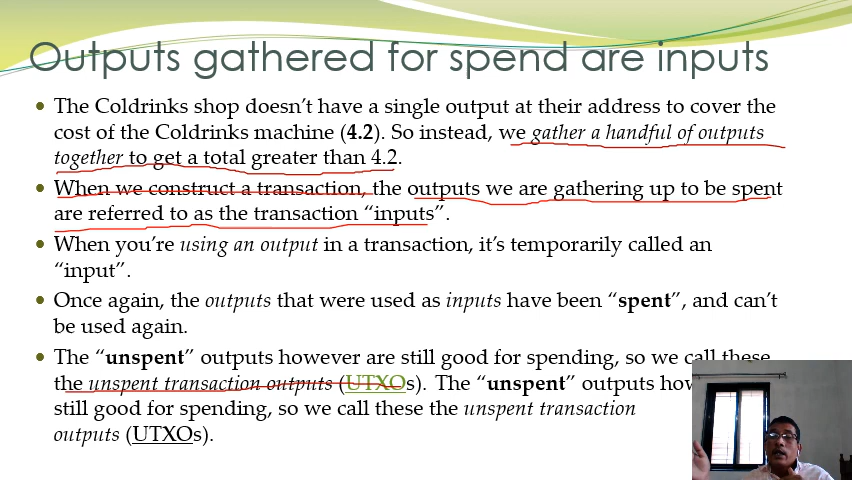 Outputs gathered for spend are inputs
• The Coldrinks shop doesn't have a single output at their address to cover the
cost of the Coldrinks machine (4.2). So instead, we gather a handful of outputs
together to get a total greater than 4.2.
• When we construct a transaction, the outputs we are gathering up to be spent
are referred to as the transaction “inputs”.
• When you're using an output in a transaction, it's temporarily called an
“input”.
• Once again, the outputs that were used as inputs have been “spent”, and can't
be used again.
• The “unspent” outputs however are still good for spending, so we call these
the unspent transaction outputs (UTXOs). The “unspent” outputs
still good for spending, so we call these the unspent transaction
outputs (UTXOs).